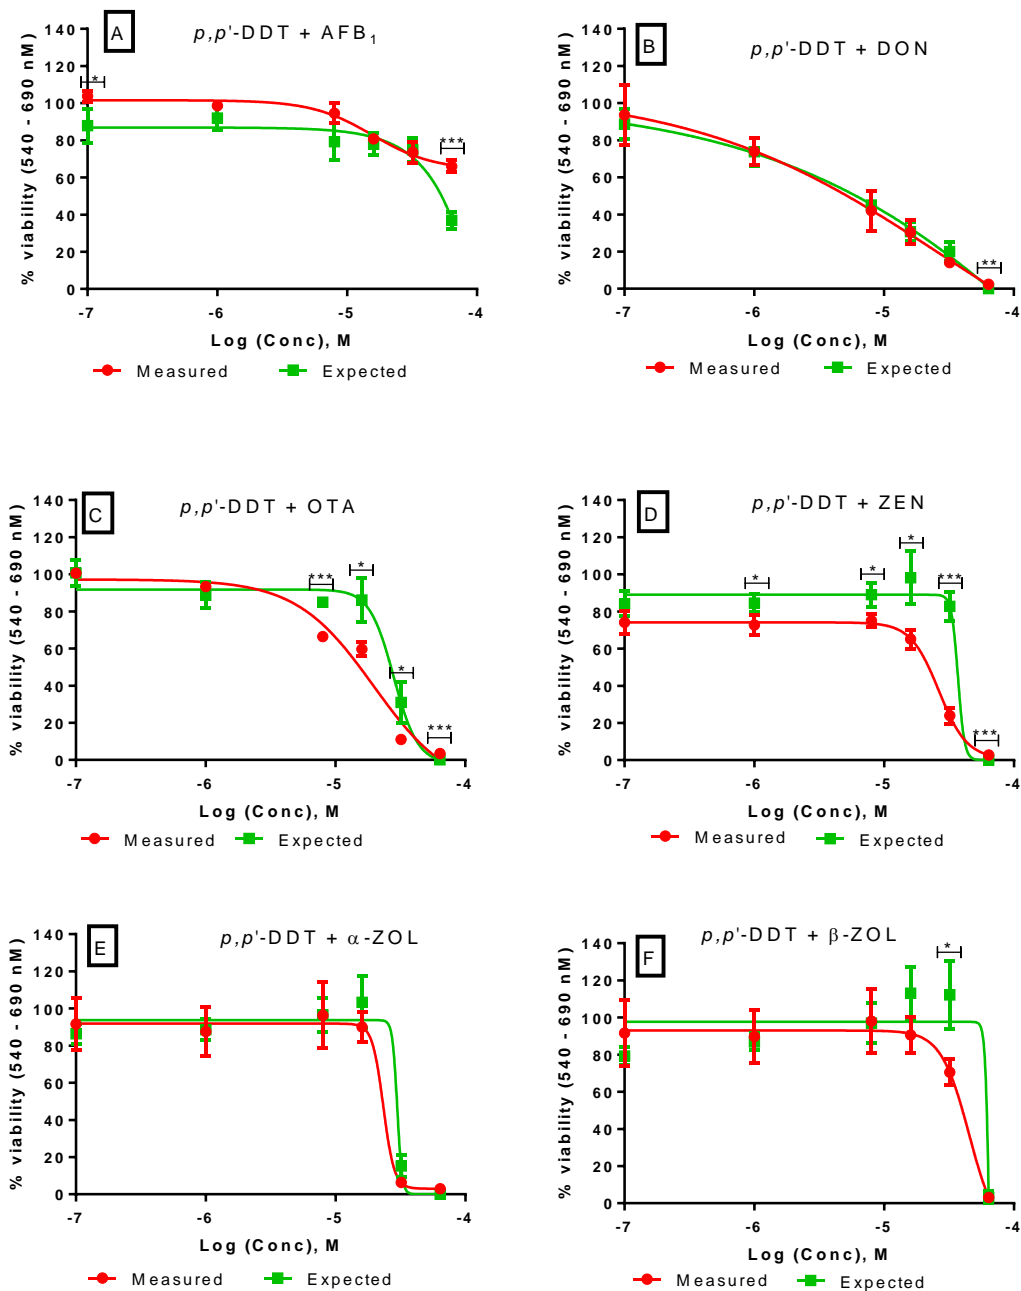 A
p,p'-DDT + AFB1
140
120
100
80
60
40
20
0
% viability (540 - 690 nM)
*
***
-7 -6 -5 -4
Log (Conc), M
Measured Expected
B
p,p'-DDT + DON
140
120
100
80
60
40
20
0
% viability (540 - 690 nM)
**
-7 -6 -5 -4
Log (Conc), M
Measured Expected
C
p,p'-DDT + OTA
140
120
100
80
60
40
20
0
% viability (540 - 690 nM)
***
*
*
***
-7 -6 -5 -4
Log (Conc), M
Measured Expected
D
p,p'-DDT + ZEN
140
120
100
80
60
40
20
0
% viability (540 - 690 nM)
*
*
*
***
***
-7 -6 -5 -4
Log (Conc), M
Measured Expected
E
p,p'-DDT + α-ZOL
140
120
100
80
60
40
20
0
% viability (540 - 690 nM)
-7 -6 -5 -4
Log (Conc), M
Measured Expected
F
p,p'-DDT + β-ZOL
140
120
100
80
60
40
20
0
% viability (540 - 690 nM)
*
-7 -6 -5 -4
Log (Conc), M
Measured Expected